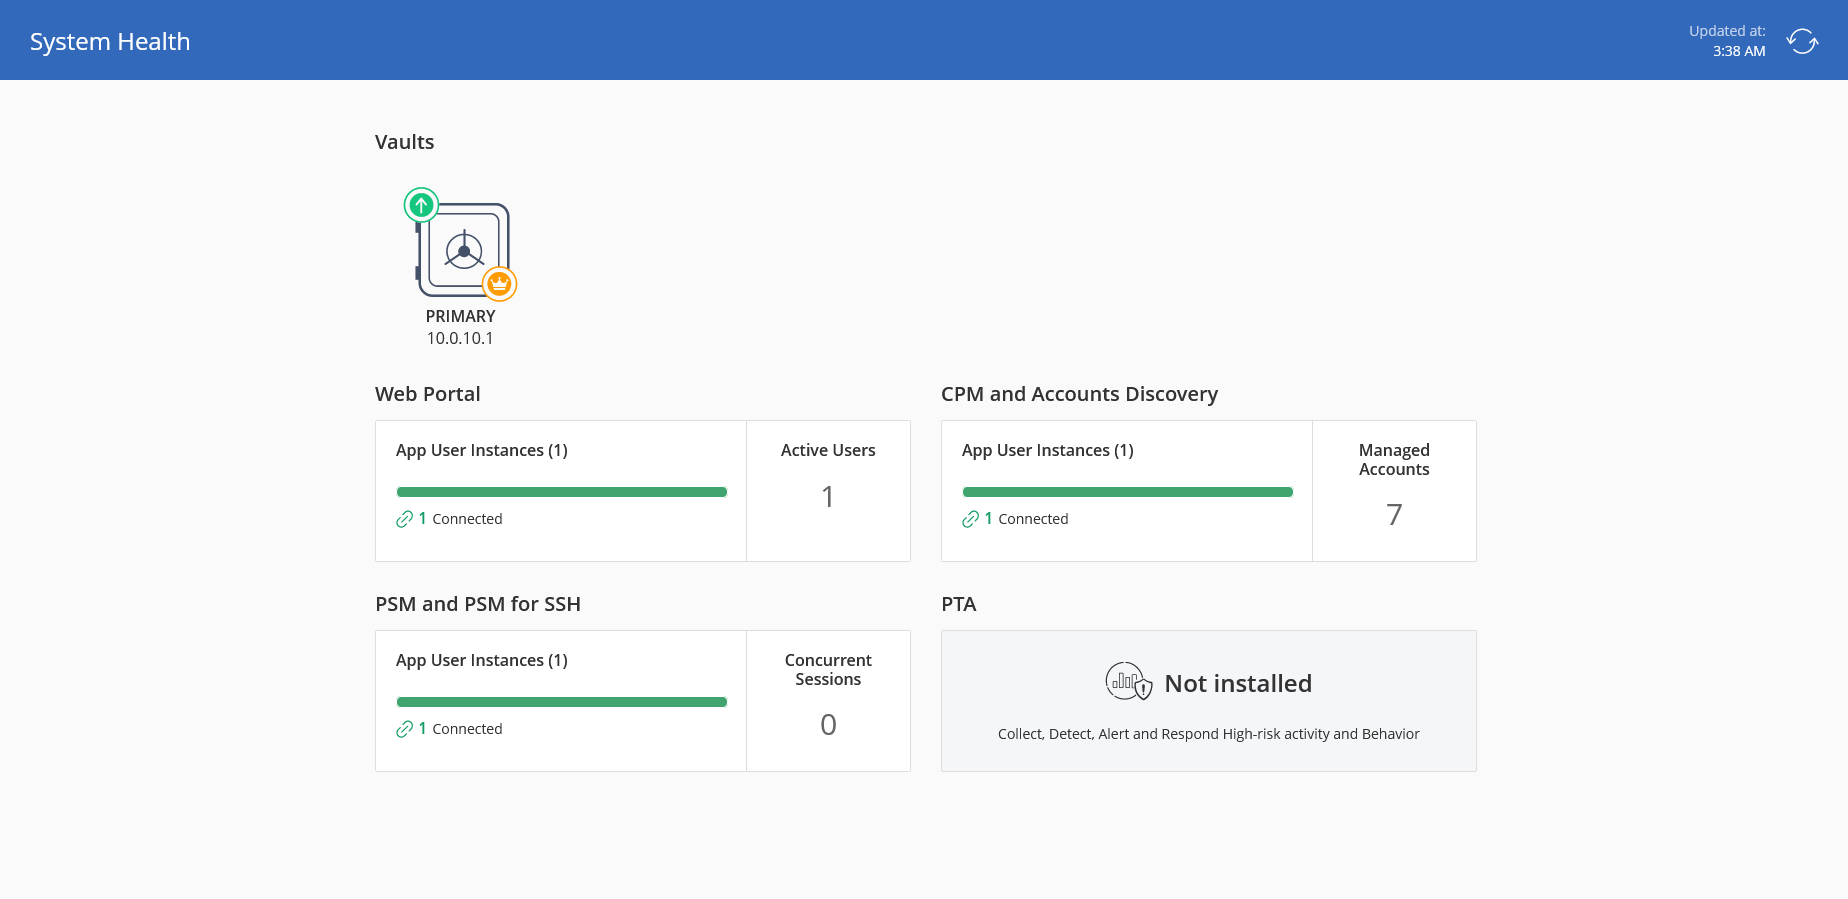 System Health
Updated at:
3:38 AM
Vaults
PRIMARY
10.0.10.1
Web Portal
App User Instances (1)
1 Connected
Active Users
1
CPM and Accounts Discovery
App User Instances (1)
1 Connected
Managed
Accounts
7
PSM and PSM for SSH
App User Instances (1)
1 Connected
Concurrent
Sessions
0
PTA
Not installed
Collect, Detect, Alert and Respond High-risk activity and Behavior